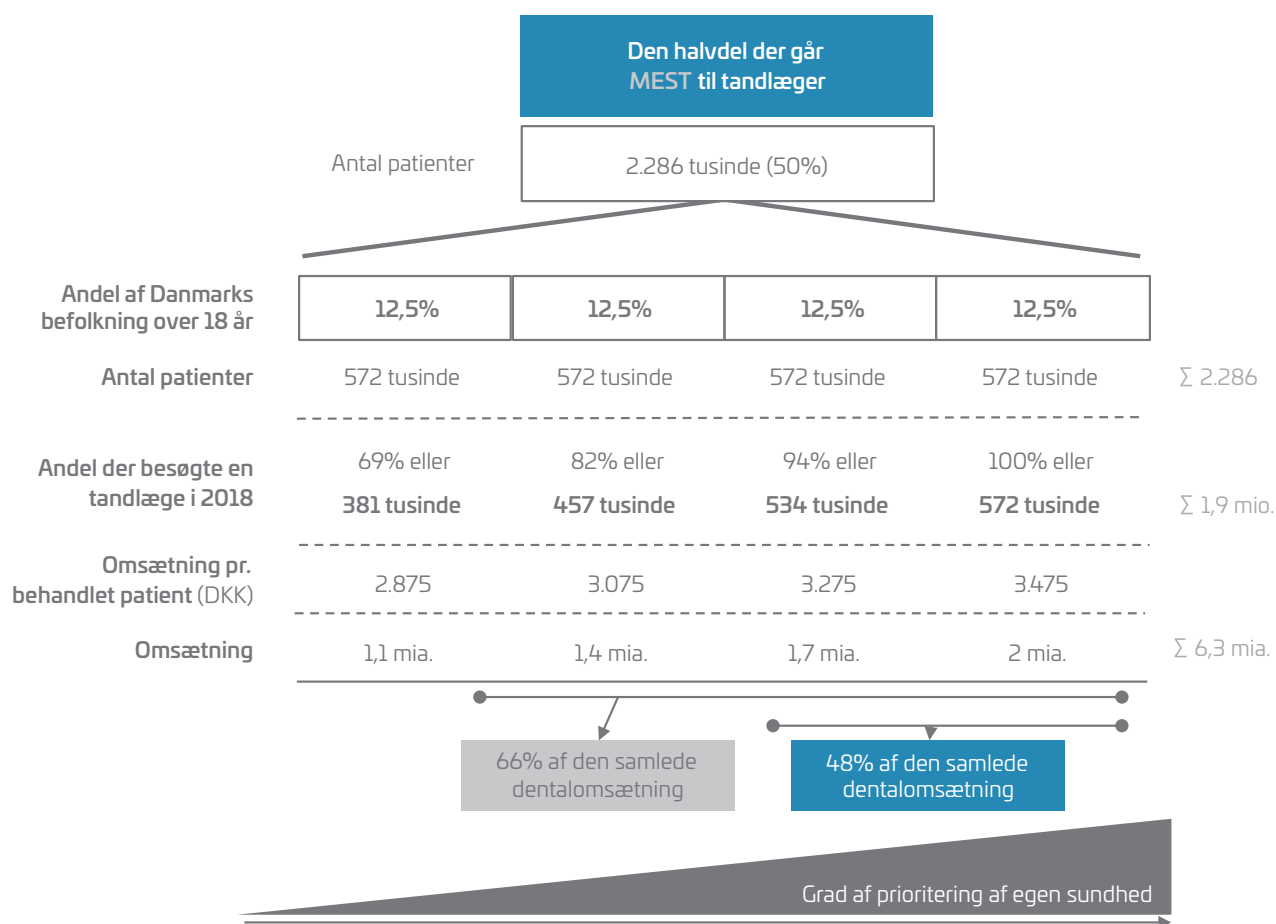 Den halvdel der går
MEST til tandlæger
Antal patienter
2.286 tusinde (50%)
Andel af Danmarks
befolkning over 18 år
12,5%
12,5%
12,5%
12,5%
Antal patienter
572 tusinde
572 tusinde
572 tusinde
572 tusinde
∑ 2.286
Andel der besøgte en
tandlæge i 2018
69% eller
381 tusinde
82% eller
457 tusinde
94% eller
534 tusinde
100% eller
572 tusinde
∑ 1,9 mio.
Omsætning pr.
behandlet patient (DKK)
2.875
3.075
3.275
3.475
Omsætning
1,1 mia.
1,4 mia.
1,7 mia.
2 mia.
∑ 6,3 mia.
66% af den samlede
dentalomsætning
48% af den samlede
dentalomsætning
Grad af prioritering af egen sundhed